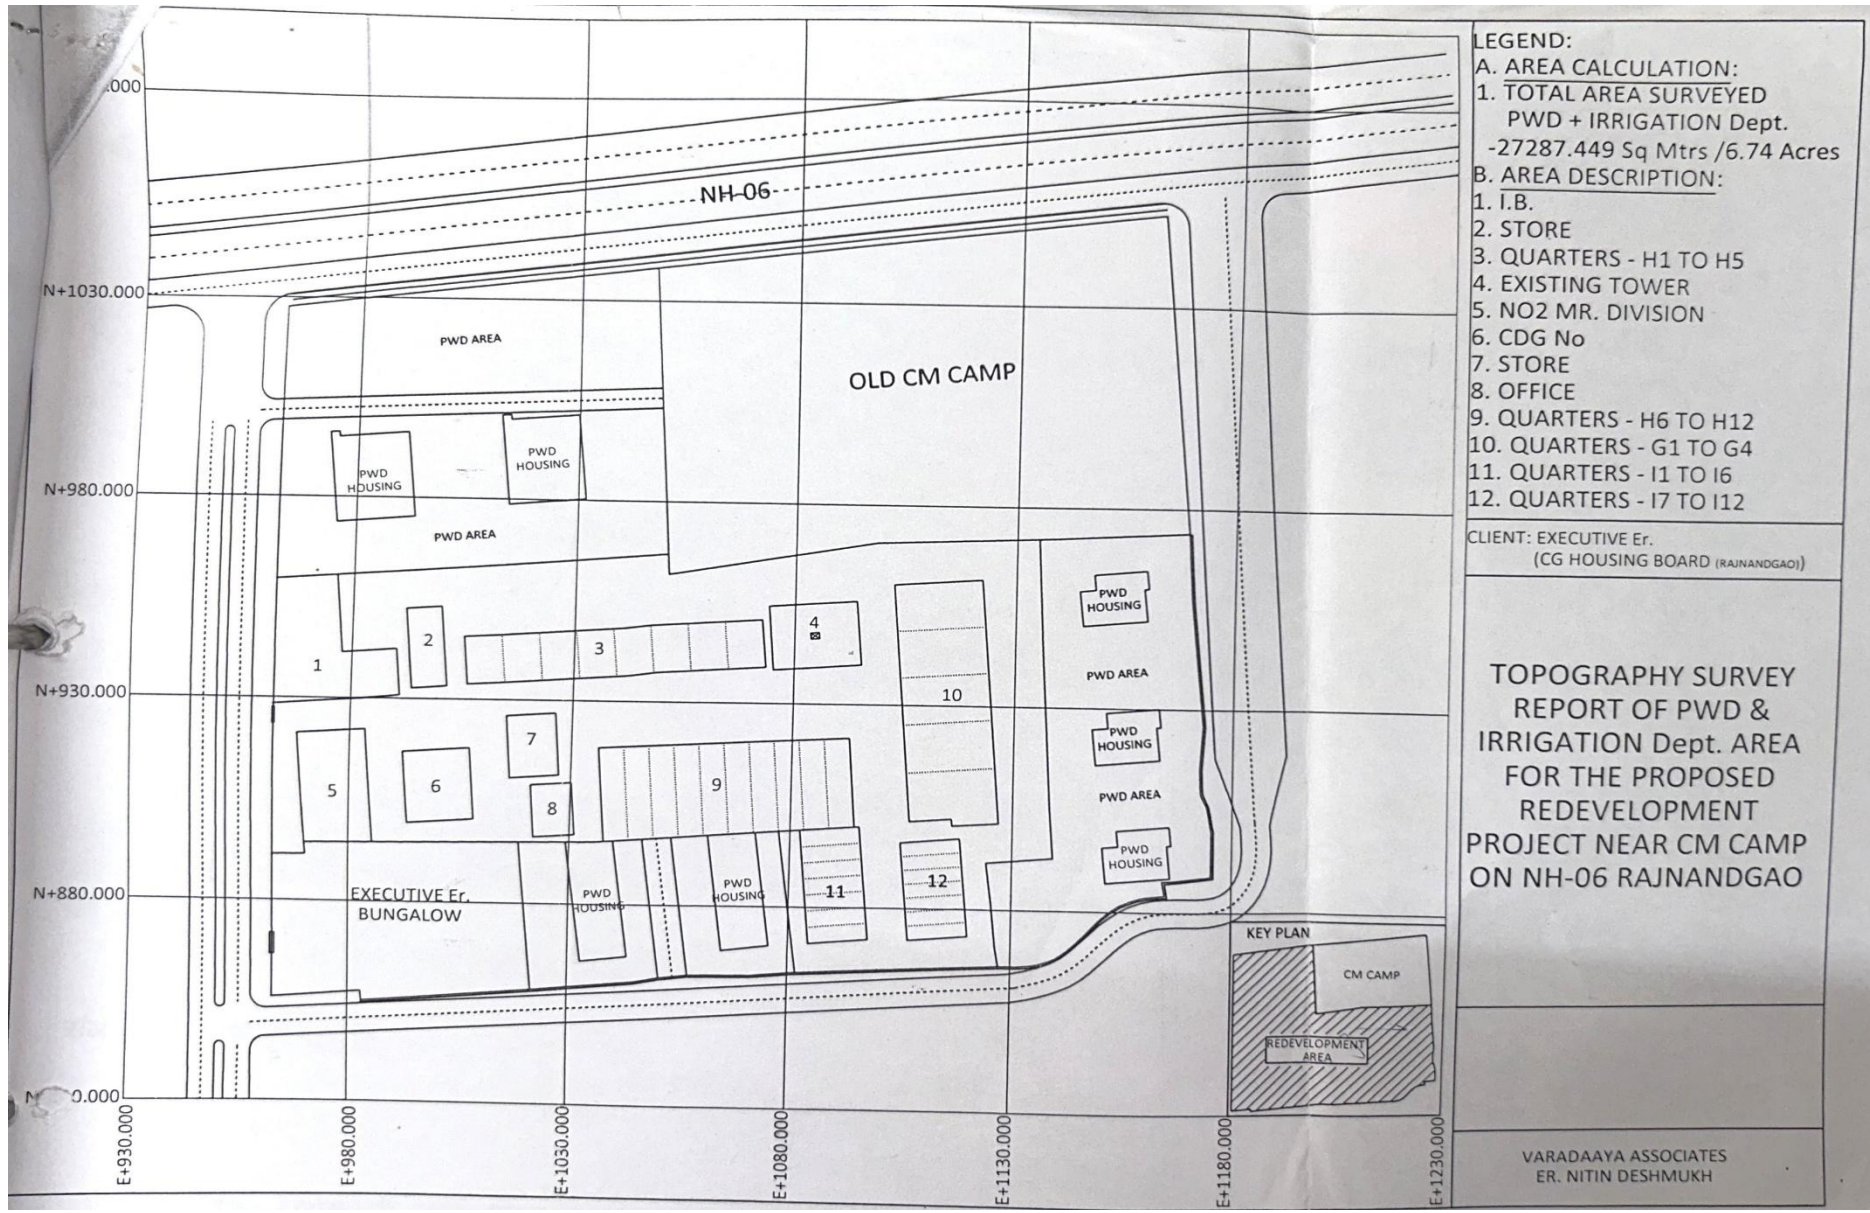 LEGEND:
A. AREA CALCULATION:
1. TOTAL AREA SURVEYED
PWD + IRRIGATION Dept.
-27287.449 Sq Mtrs /6.74 Acres
B. AREA DESCRIPTION:
1. I.B.
2. STORE
3. QUARTERS - H1 TO H5
4. EXISTING TOWER
5. NO2 MR. DIVISION
6. CDG No
7. STORE
8. OFFICE
9. QUARTERS - H6 TO H12
10. QUARTERS - G1 TO G4
11. QUARTERS - I1 TO I6
12. QUARTERS - I7 TO I12
CLIENT: EXECUTIVE Er.
(CG HOUSING BOARD (RAJNANDGAO))
TOPOGRAPHY SURVEY
REPORT OF PWD &
IRRIGATION Dept. AREA
FOR THE PROPOSED
REDEVELOPMENT
PROJECT NEAR CM CAMP
ON NH-06 RAJNANDGAO
VARADAAYA ASSOCIATES
ER. NITIN DESHMUKH
NH-06
N+1030.000
PWD AREA
OLD CM CAMP
PWD
HOUSING
PWD
HOUSING
N+980.000
PWD AREA
PWD
HOUSING
1
2
3
4
10
PWD AREA
N+930.000
5
6
7
8
9
PWD
HOUSING
PWD AREA
PWD
HOUSING
N+880.000
EXECUTIVE Er.
BUNGALOW
PWD
HOUSING
PWD
HOUSING
11
12
KEY PLAN
CM CAMP
REDEVELOPMENT
AREA
E+930.000
E+980.000
E+1030.000
E+1080.000
E+1130.000
E+1180.000
E+1230.000